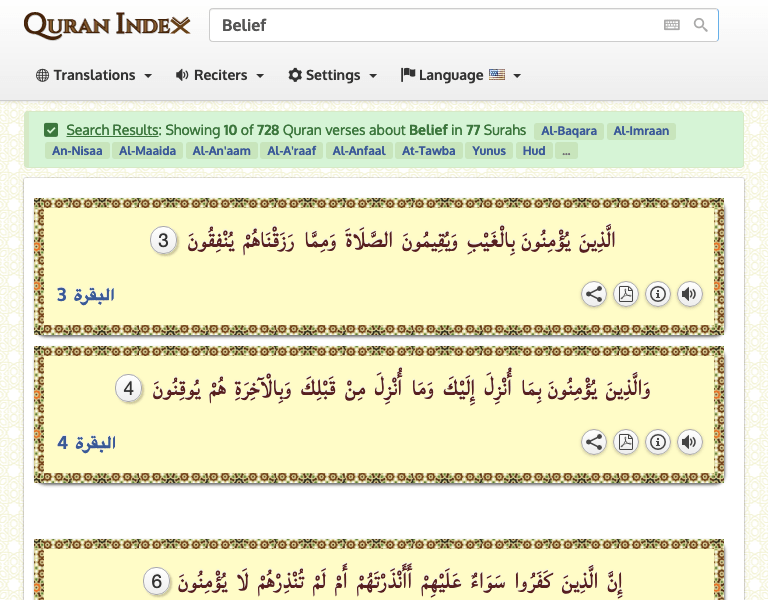 QURAN INDEX
Belief
Translations Reciters Settings Language
Search Results: Showing 10 of 728 Quran verses about Belief in 77 Surahs Al-Baqara Al-Imraan
An-Nisaa Al-Maaida Al-An'aam Al-A'raaf Al-Anfaal At-Tawba Yunus Hud ...
الَّذِينَ يُؤْمِنُونَ بِالْغَيْبِ وَيُقِيمُونَ الصَّلَاةَ وَمِمَّا رَزَقْنَاهُمْ يُنْفِقُونَ 3
البقرة 3
وَالَّذِينَ يُؤْمِنُونَ بِمَا أُنْزِلَ إِلَيْكَ وَمَا أُنْزِلَ مِنْ قَبْلِكَ وَبِالْآخِرَةِ هُمْ يُوقِنُونَ 4
البقرة 4
إِنَّ الَّذِينَ كَفَرُوا سَوَاءٌ عَلَيْهِمْ أَأَنْذَرْتَهُمْ أَمْ لَمْ تُنْذِرْهُمْ لَا يُؤْمِنُونَ 6